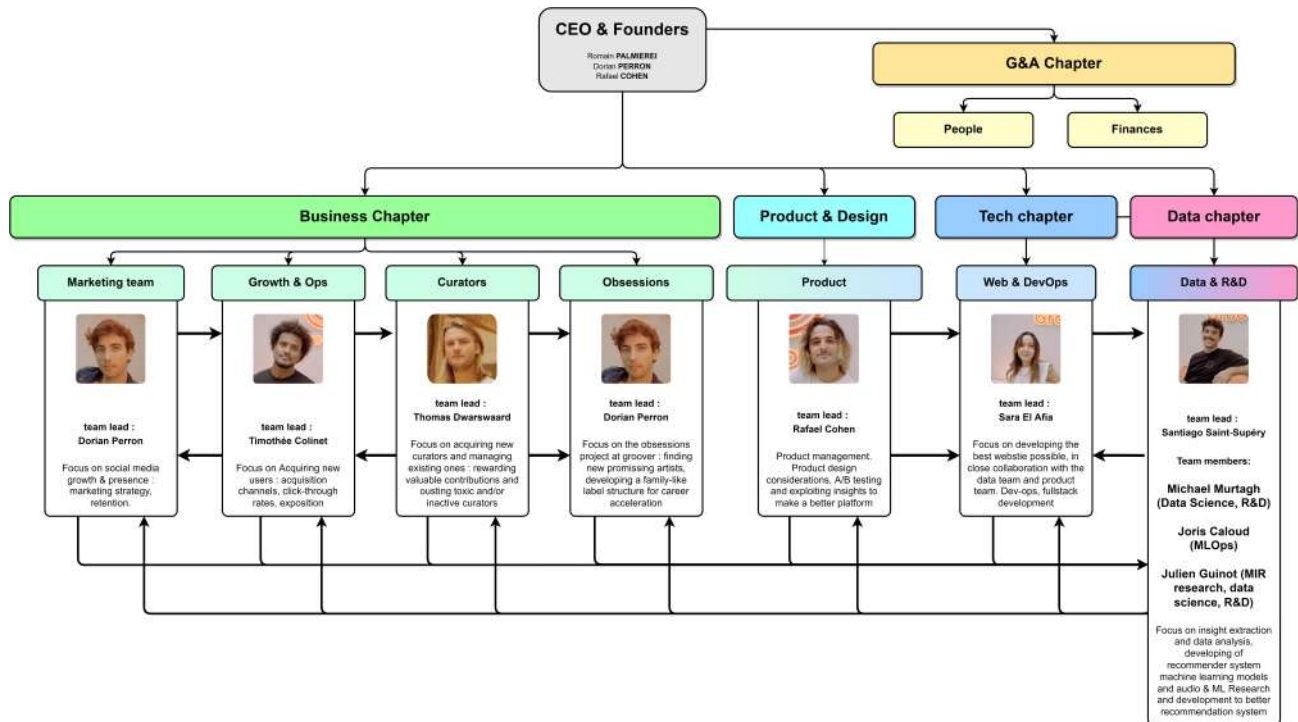 CEO & Founders
Romain PALMIEREI
Dorian PERRON
Rafael COHEN
G&A Chapter
People
Finances
Business Chapter
Product & Design
Tech chapter
Data chapter
Marketing team
Growth & Ops
Curators
Obsessions
Product
Web & DevOps
Data & R&D
team lead :
Dorian Perron
Focus on social media
growth & presence :
marketing strategy,
retention.
team lead :
Timothée Colinet
Focus on Acquiring new
users : acquisition
channels, click-through
rates, exposition
team lead :
Thomas Dwarswaard
Focus on acquiring new
curators and managing
existing ones : rewarding
valuable contributions and
ousting toxic and/or
inactive curators
team lead :
Dorian Perron
Focus on the obsessions
project at groover : finding
new promissing artists,
developing a family-like
label structure for career
acceleration
team lead :
Rafael Cohen
Product management.
Product design
considerations, A/B testing
and exploiting insights to
make a better platform
team lead :
Sara El Afia
Focus on developing the
best webstie possible, in
close collaboration with the
data team and product
team. Dev-ops, fullstack
development
team lead :
Santiago Saint-Supéry
Team members:
Michael Murtagh
(Data Science, R&D)
Joris Caloud
(MLOps)
Julien Guinot (MIR
research, data
science, R&D)
Focus on insight extraction
and data analysis,
developing of
recommender system
machine learning models
and audio & ML Research
and development to better
recommendation system